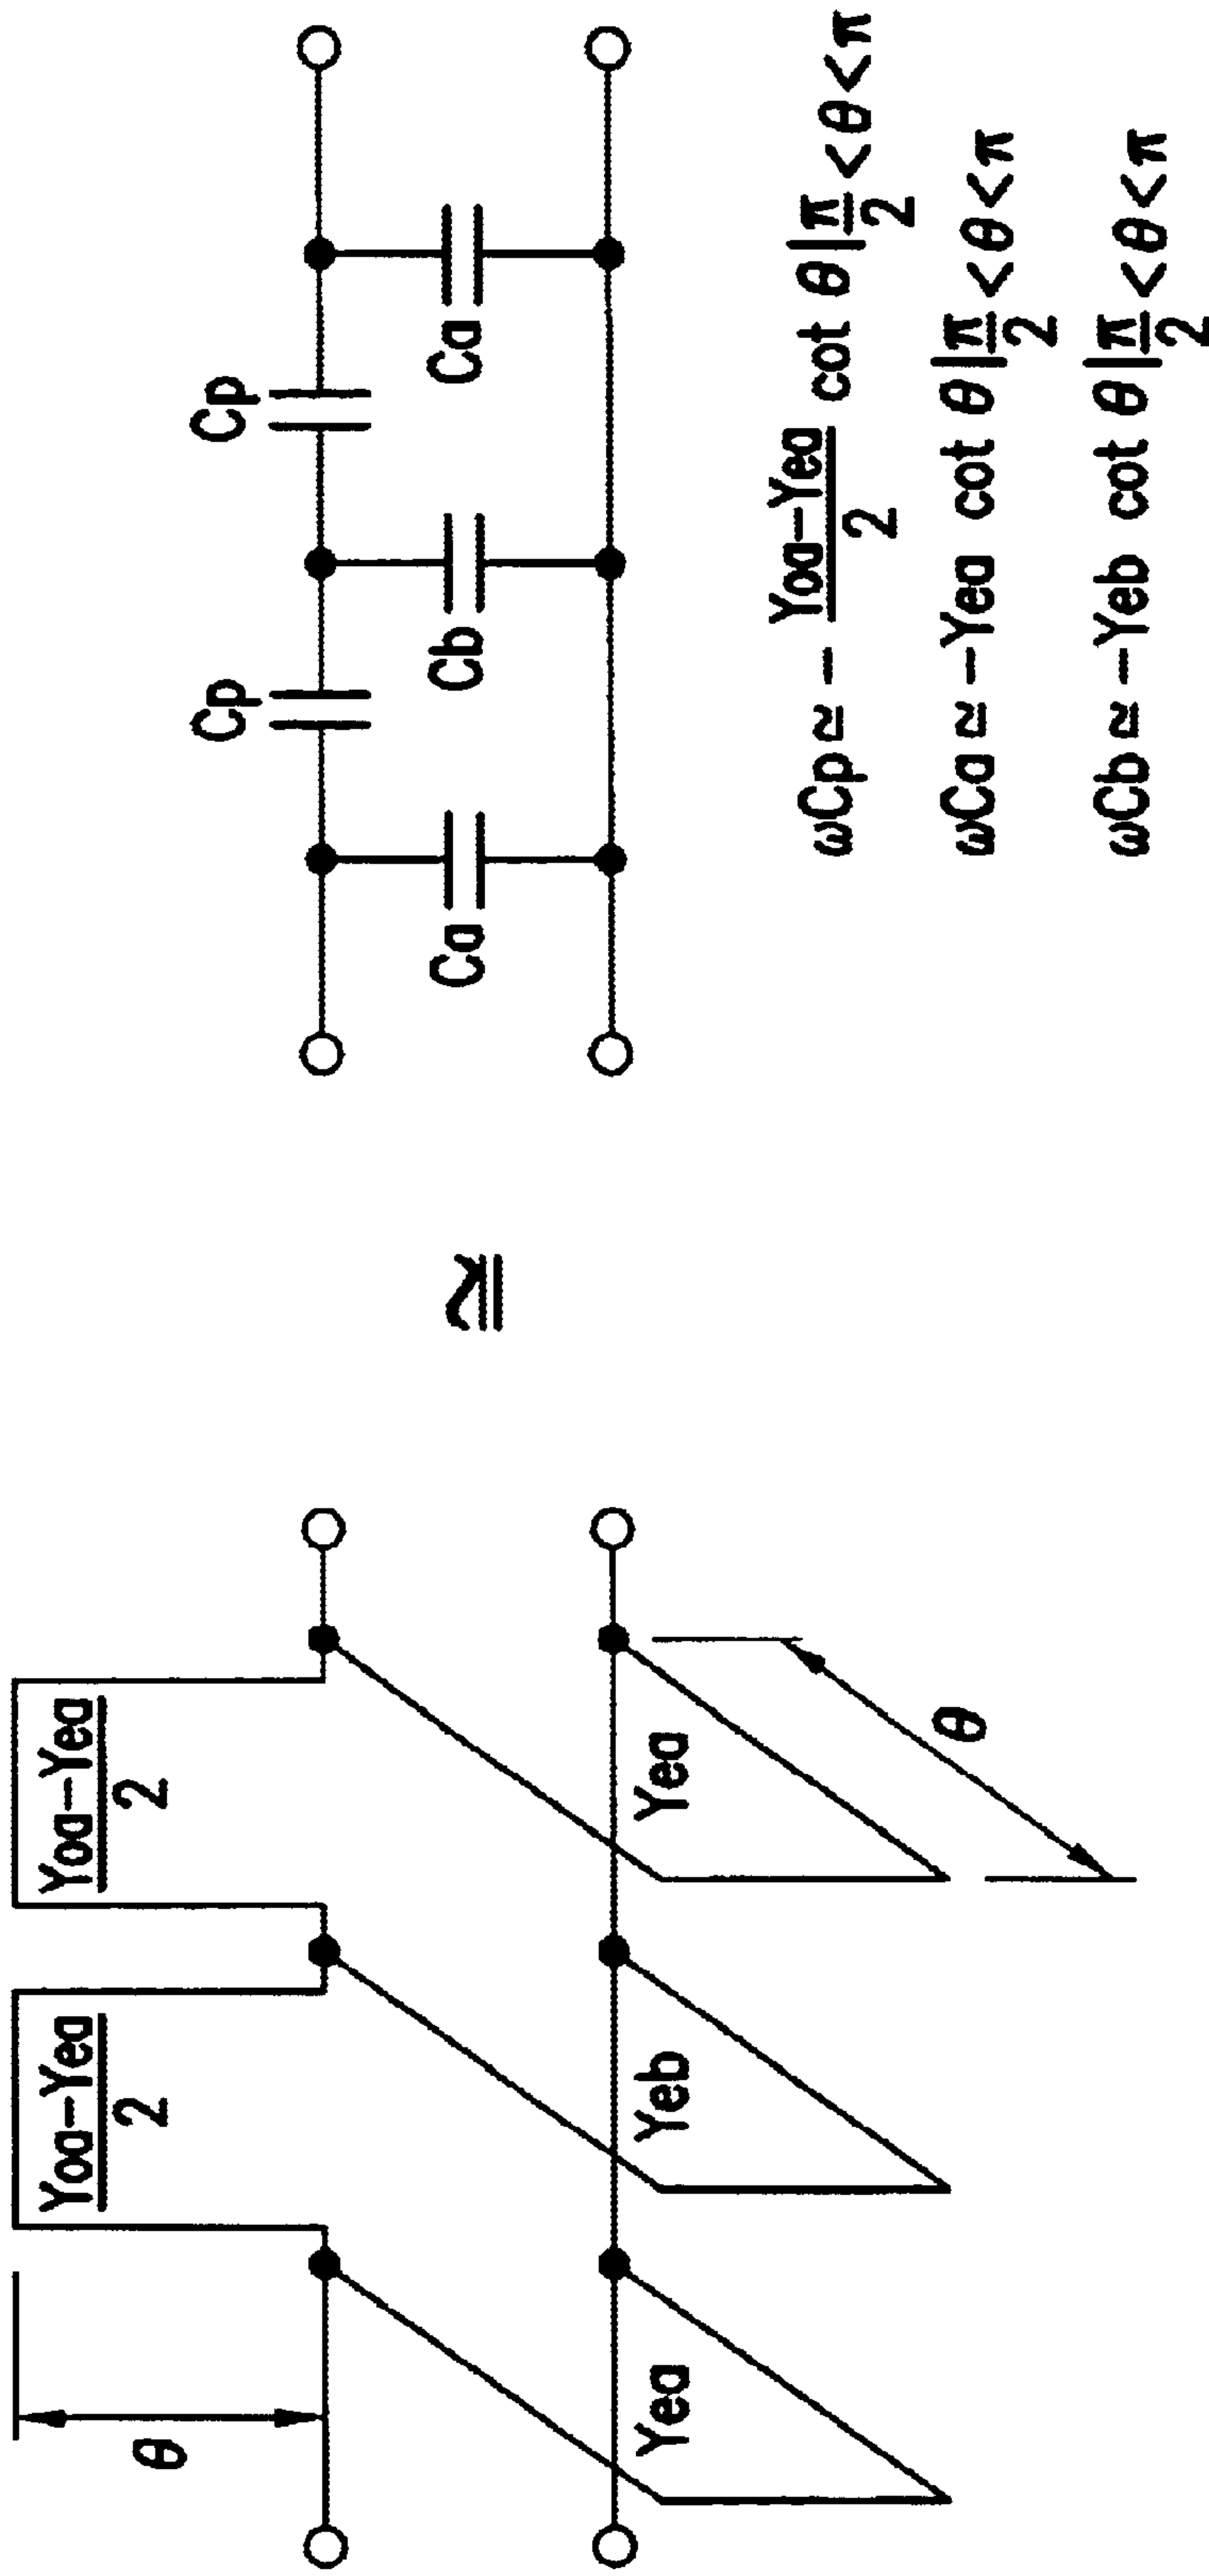 θ
Yoa−Yea
2
Yoa−Yea
2
Yea
Yeb
Yea
θ
≃
Cp
Cp
Ca
Cb
Ca
ωCp ≃ − Yoa−Yea / 2 cot θ | π/2 < θ < π
ωCa ≃ −Yea cot θ | π/2 < θ < π
ωCb ≃ −Yeb cot θ | π/2 < θ < π